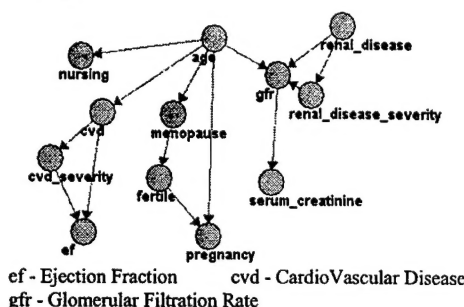 age
renal_disease
nursing
gfr
renal_disease_severity
cvd
menopause
cvd_severity
fertile
serum_creatinine
ef
pregnancy
ef - Ejection Fraction cvd - CardioVascular Disease
gfr - Glomerular Filtration Rate